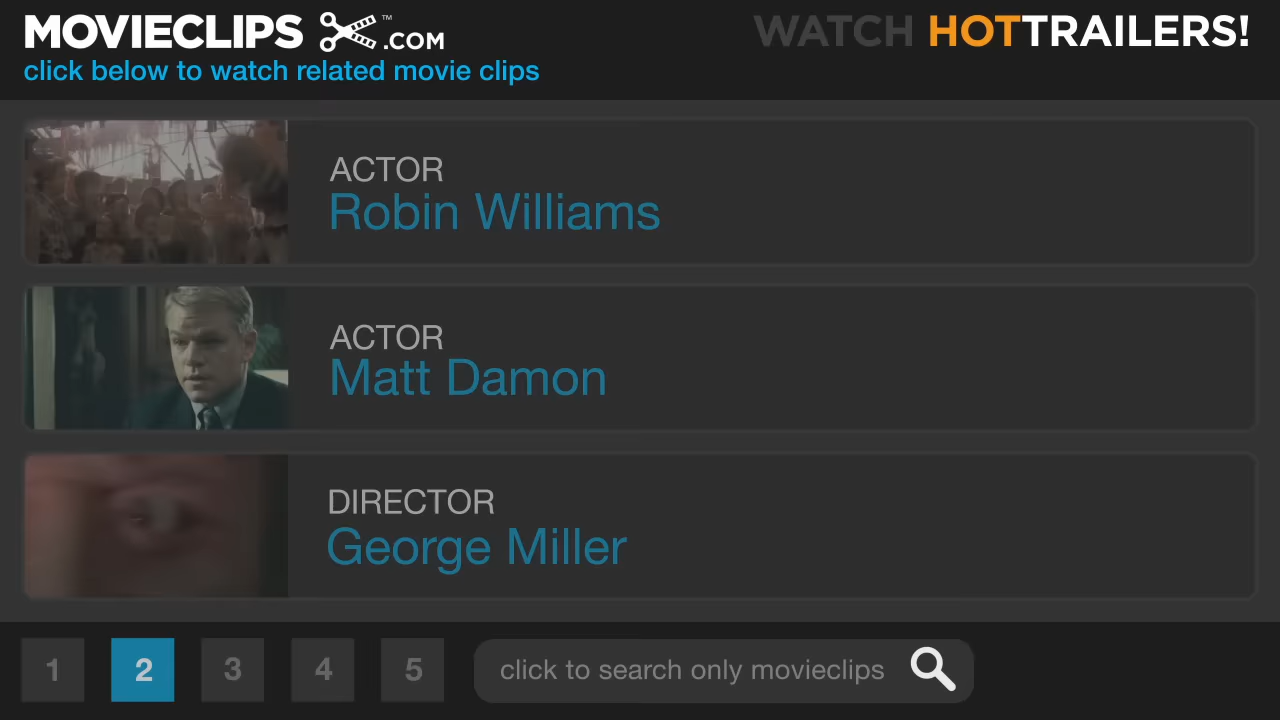 MOVIECLIPS ™ .COM
WATCH HOTTRAILERS!
click below to watch related movie clips
ACTOR
Robin Williams
ACTOR
Matt Damon
DIRECTOR
George Miller
1 2 3 4 5
click to search only movieclips